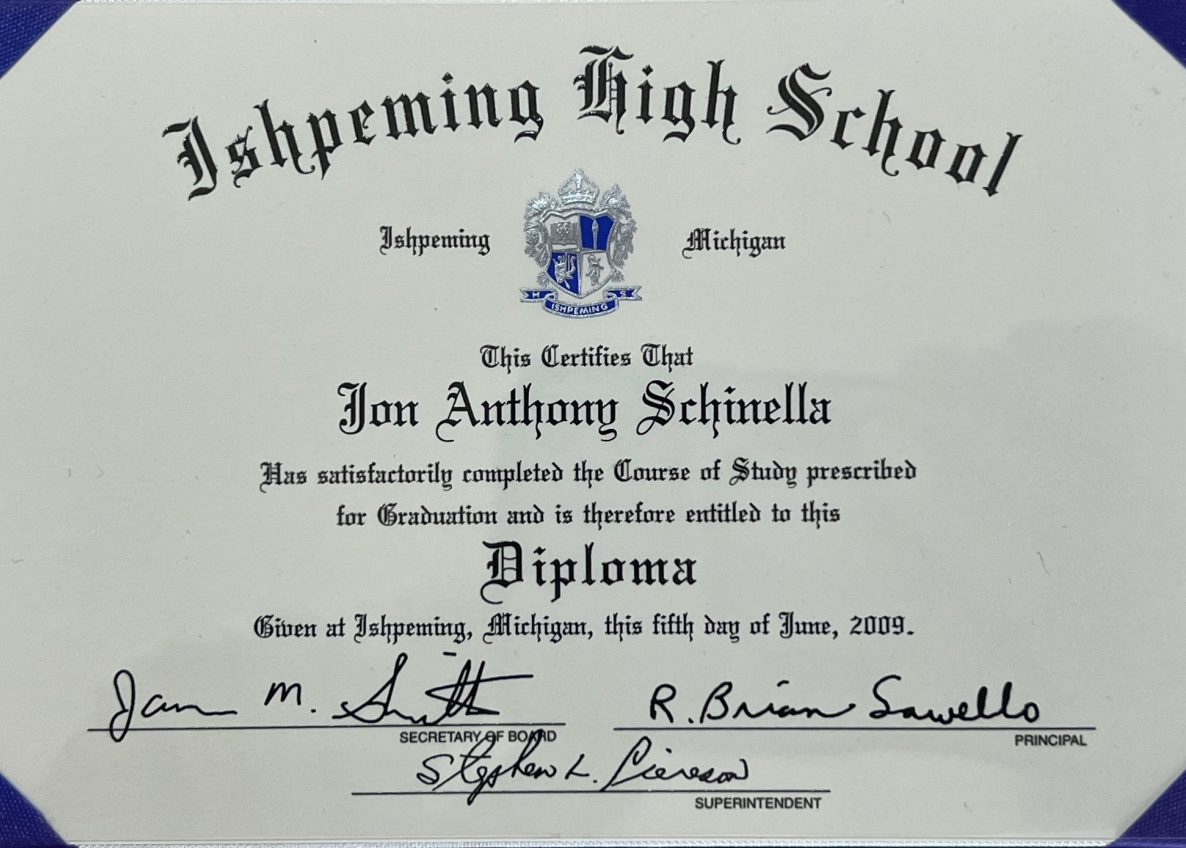 Ishpeming High School
Ishpeming Michigan
H S
ISHPEMING
This Certifies That
Jon Anthony Schinella
Has satisfactorily completed the Course of Study prescribed
for Graduation and is therefore entitled to this
Diploma
Given at Ishpeming, Michigan, this fifth day of June, 2009.
M. Smith R. Brian Sawello
SECRETARY OF BOARD PRINCIPAL
Stephen L. Piereson
SUPERINTENDENT